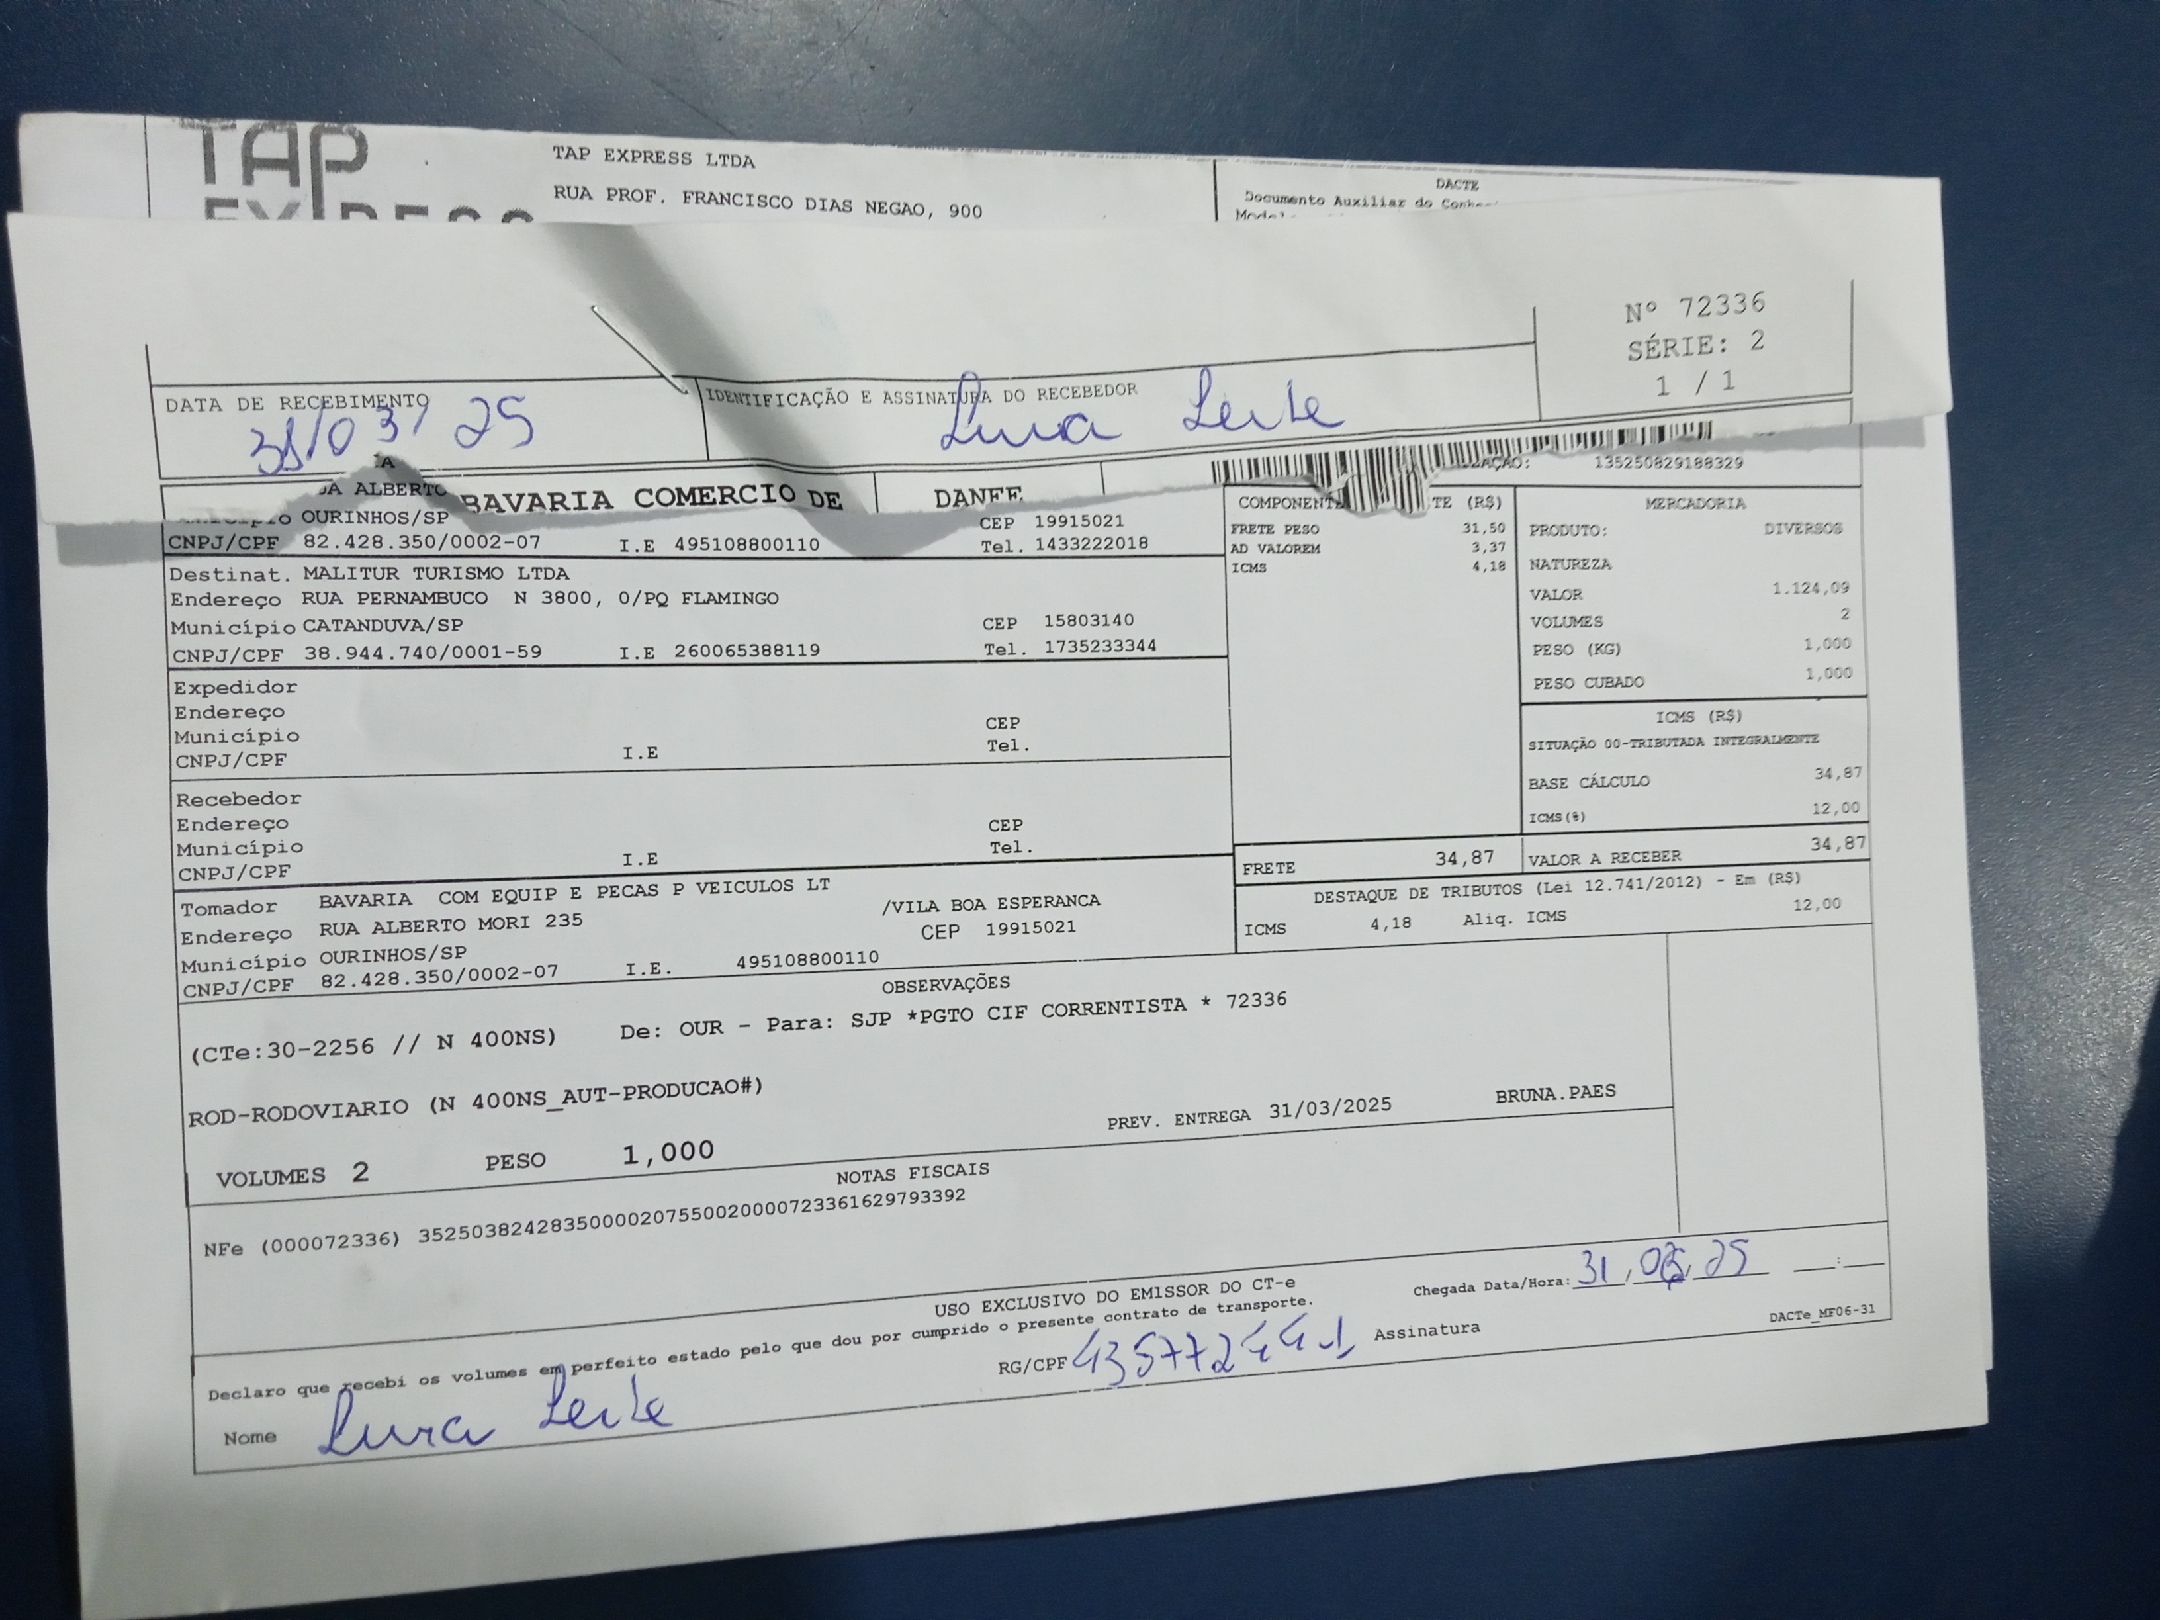 TAP
TAP EXPRESS LTDA
RUA PROF. FRANCISCO DIAS NEGAO, 900
DACTE
Documento Auxiliar do
Nº 72336
SÉRIE: 2
1 / 1
DATA DE RECEBIMENTO
31/03/25
IDENTIFICAÇÃO E ASSINATURA DO RECEBEDOR
Leite
135250829188329
ALBERTO
BAVARIA COMERCIO DE
DANFE
OURINHOS/SP
CEP 19915021
CNPJ/CPF 82.428.350/0002-07 I.E 495108800110 Tel. 1433222018
Destinat. MALITUR TURISMO LTDA
Endereço RUA PERNAMBUCO N 3800, 0/PQ FLAMINGO
Município CATANDUVA/SP CEP 15803140
CNPJ/CPF 38.944.740/0001-59 I.E 260065388119 Tel. 1735233344
Expedidor
Endereço
Município CEP
CNPJ/CPF I.E Tel.
Recebedor
Endereço
Município CEP
CNPJ/CPF I.E Tel.
Tomador BAVARIA COM EQUIP E PECAS P VEICULOS LT
Endereço RUA ALBERTO MORI 235 /VILA BOA ESPERANCA
Município OURINHOS/SP CEP 19915021
CNPJ/CPF 82.428.350/0002-07 I.E. 495108800110
COMPONENTE (R$)
FRETE PESO 31,50
AD VALOREM 3,37
ICMS 4,18
MERCADORIA
PRODUTO: DIVERSOS
NATUREZA
VALOR 1.124,09
VOLUMES 2
PESO (KG) 1,000
PESO CUBADO 1,000
ICMS (R$)
SITUAÇÃO 00-TRIBUTADA INTEGRALMENTE
BASE CÁLCULO 34,87
ICMS(%) 12,00
FRETE 34,87 VALOR A RECEBER 34,87
DESTAQUE DE TRIBUTOS (Lei 12.741/2012) - Em (R$)
ICMS 4,18 Aliq. ICMS 12,00
OBSERVAÇÕES
(CTe:30-2256 // N 400NS) De: OUR - Para: SJP *PGTO CIF CORRENTISTA * 72336
ROD-RODOVIARIO (N 400NS_AUT-PRODUCAO#)
PREV. ENTREGA 31/03/2025 BRUNA.PAES
VOLUMES 2 PESO 1,000
NOTAS FISCAIS
NFe (000072336) 35250382428350000207550020000723361629793392
USO EXCLUSIVO DO EMISSOR DO CT-e
Declaro que recebi os volumes em perfeito estado pelo que dou por cumprido o presente contrato de transporte.
Chegada Data/Hora: 31, 03, 25
Nome Leite
RG/CPF
Assinatura
DACTe_MF06-31